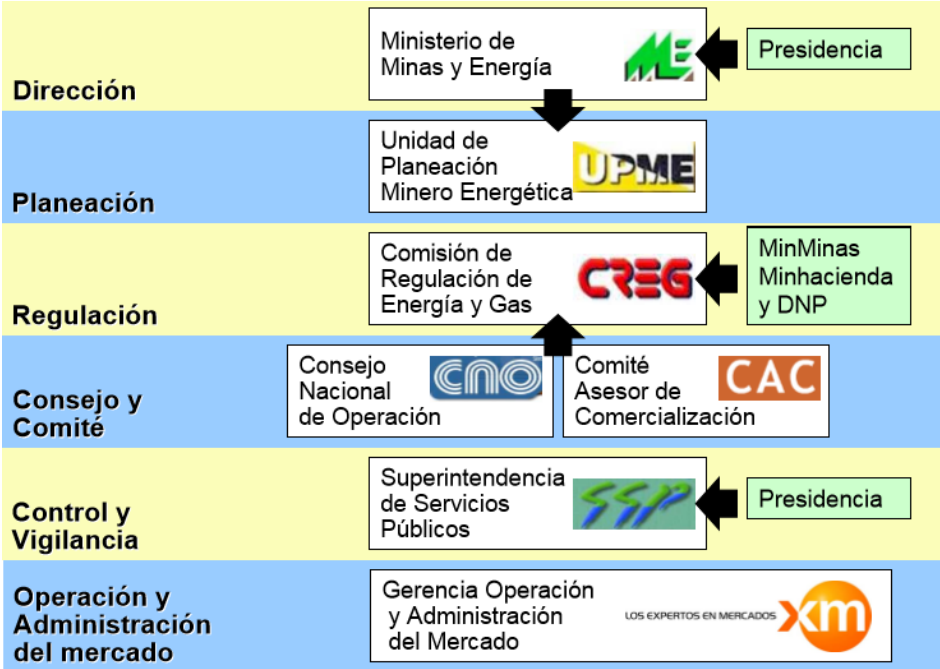 Dirección
Ministerio de
Minas y Energía
ME
Presidencia
Planeación
Unidad de
Planeación
Minero Energética
UPME
Regulación
Comisión de
Regulación de
Energía y Gas
CREG
MinMinas
Minhacienda
y DNP
Consejo y
Comité
Consejo
Nacional
de Operación
cno
Comité
Asesor de
Comercialización
CAC
Control y
Vigilancia
Superintendencia
de Servicios
Públicos
SSP
Presidencia
Operación y
Administración
del mercado
Gerencia Operación
y Administración
del Mercado
LOS EXPERTOS EN MERCADOS
xm